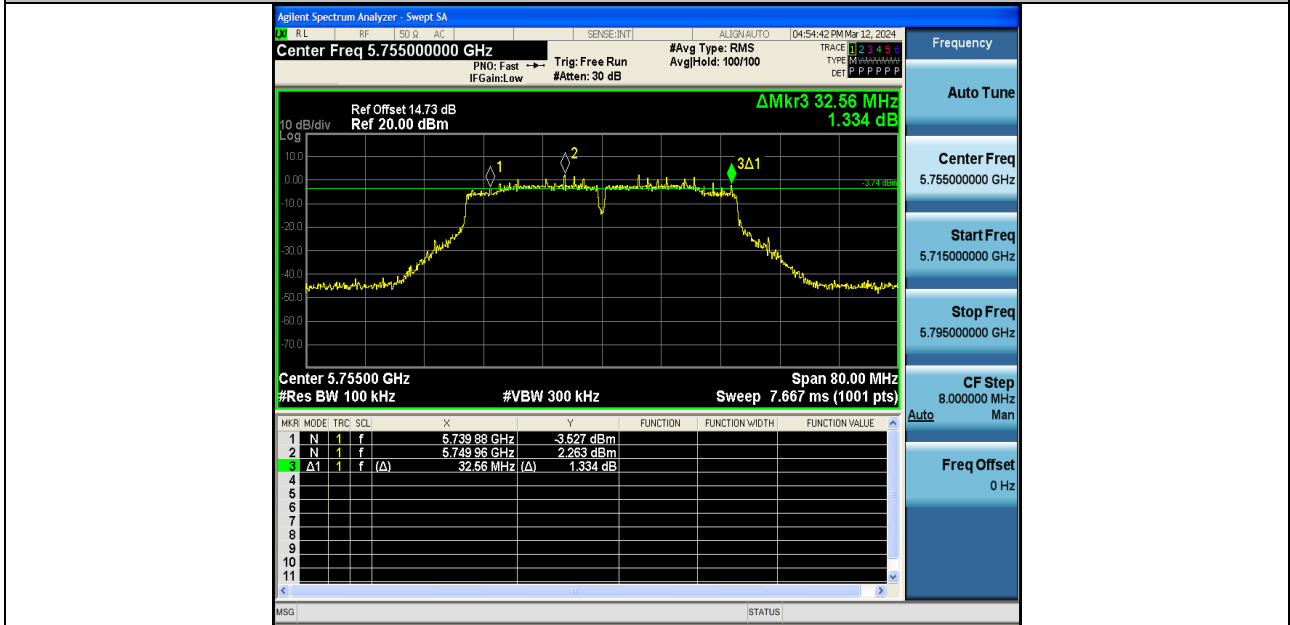 Agilent Spectrum Analyzer - Swept SA
LXI RL RF 50 Ω AC SENSE:INT ALIGN AUTO 04:54:42 PM Mar 12, 2024
Center Freq 5.755000000 GHz
PNO: Fast
IFGain:Low
Trig: Free Run
#Atten: 30 dB
#Avg Type: RMS
Avg|Hold: 100/100
TRACE 1 2 3 4 5 6
TYPE M
DET P P P P P P
Frequency
Auto Tune
Center Freq
5.755000000 GHz
Start Freq
5.715000000 GHz
Stop Freq
5.795000000 GHz
CF Step
8.000000 MHz
Auto Man
Freq Offset
0 Hz
ΔMkr3 32.56 MHz
1.334 dB
Ref Offset 14.73 dB
10 dB/div Ref 20.00 dBm
Log
10.0
0.00
-10.0
-20.0
-30.0
-40.0
-50.0
-60.0
-70.0
1
2
3Δ1
-3.74 dBm
Center 5.75500 GHz Span 80.00 MHz
#Res BW 100 kHz #VBW 300 kHz Sweep 7.667 ms (1001 pts)
MKR MODE TRC SCL X Y FUNCTION FUNCTION WIDTH FUNCTION VALUE
1 N 1 f 5.739 88 GHz -3.527 dBm
2 N 1 f 5.749 96 GHz 2.263 dBm
3 Δ1 1 f (Δ) 32.56 MHz (Δ) 1.334 dB
4
5
6
7
8
9
10
11
MSG STATUS